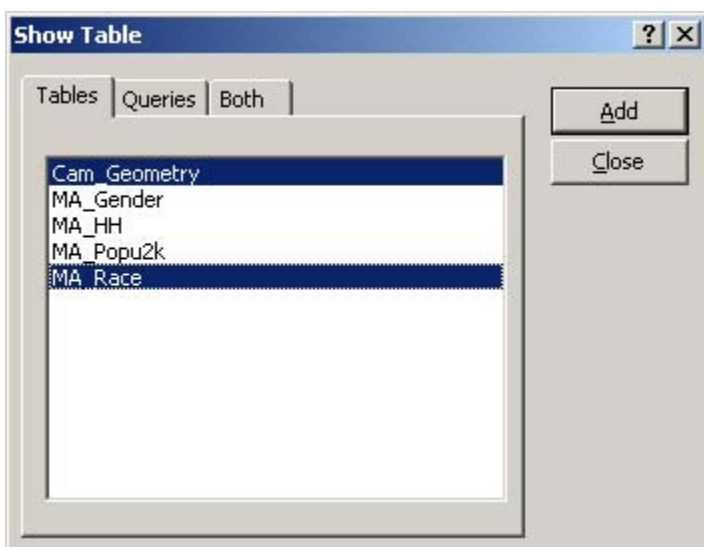 Show Table
? X
Tables Queries Both
Add
Close
Cam_Geometry
MA_Gender
MA_HH
MA_Popu2k
MA_Race